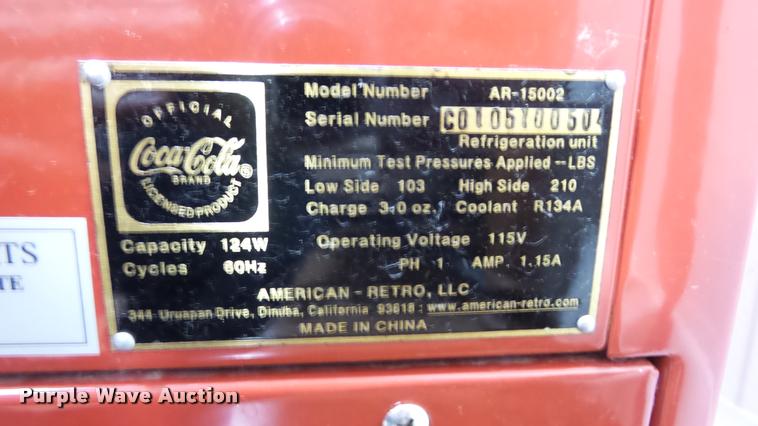 OFFICIAL
Coca-Cola®
BRAND
LICENSED PRODUCT
Model Number AR-15002
Serial Number
Refrigeration unit
Minimum Test Pressures Applied -- LBS
Low Side 103 High Side 210
Charge 3.0 oz. Coolant R134A
Capacity 124W
Operating Voltage 115V
Cycles 60Hz
PH 1 AMP. 1.15A
AMERICAN - RETRO, LLC
344 Uruapan Drive, Dinuba, California 93618 : www.american-retro.com
MADE IN CHINA
TS
TE
Purple Wave Auction